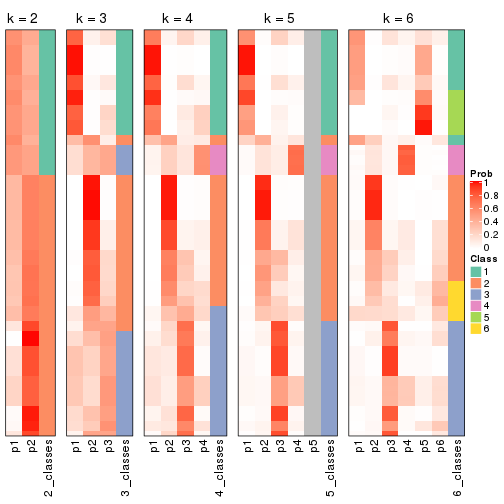 k = 2
k = 3
k = 4
k = 5
k = 6
Prob
1
0.8
0.6
0.4
0.2
0
Class
1
2
3
4
5
6
p1
p2
2_classes
p1
p2
p3
3_classes
p1
p2
p3
p4
4_classes
p1
p2
p3
p4
p5
5_classes
p1
p2
p3
p4
p5
p6
6_classes